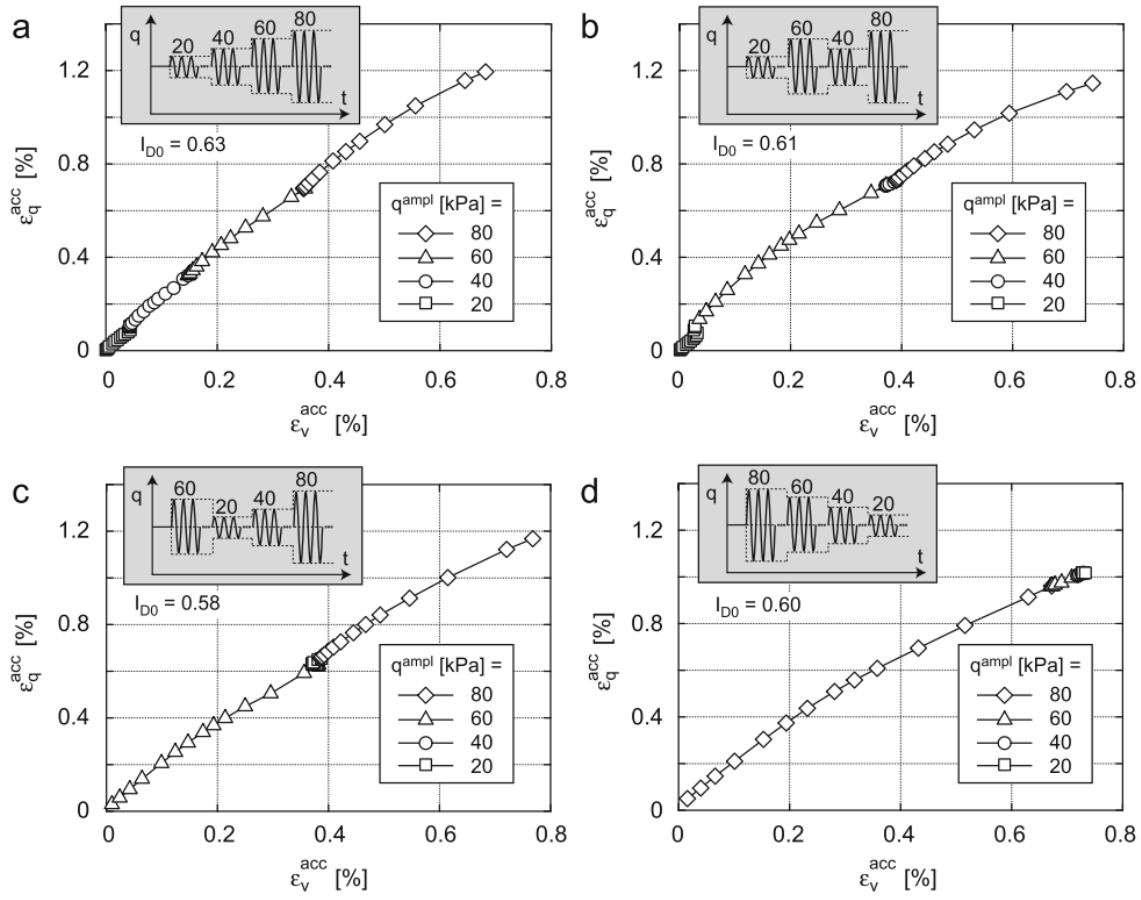 a
q
20
40
60
80
t
I_D0 = 0.63
1.2
0.8
0.4
0
ε_q^acc [%]
q^ampl [kPa] =
80
60
40
20
0 0.2 0.4 0.6 0.8
ε_v^acc [%]
b
q
20
60
40
80
t
I_D0 = 0.61
1.2
0.8
0.4
0
ε_q^acc [%]
q^ampl [kPa] =
80
60
40
20
0 0.2 0.4 0.6 0.8
ε_v^acc [%]
c
q
60
20
40
80
t
I_D0 = 0.58
1.2
0.8
0.4
0
ε_q^acc [%]
q^ampl [kPa] =
80
60
40
20
0 0.2 0.4 0.6 0.8
ε_v^acc [%]
d
q
80
60
40
20
t
I_D0 = 0.60
1.2
0.8
0.4
0
ε_q^acc [%]
q^ampl [kPa] =
80
60
40
20
0 0.2 0.4 0.6 0.8
ε_v^acc [%]